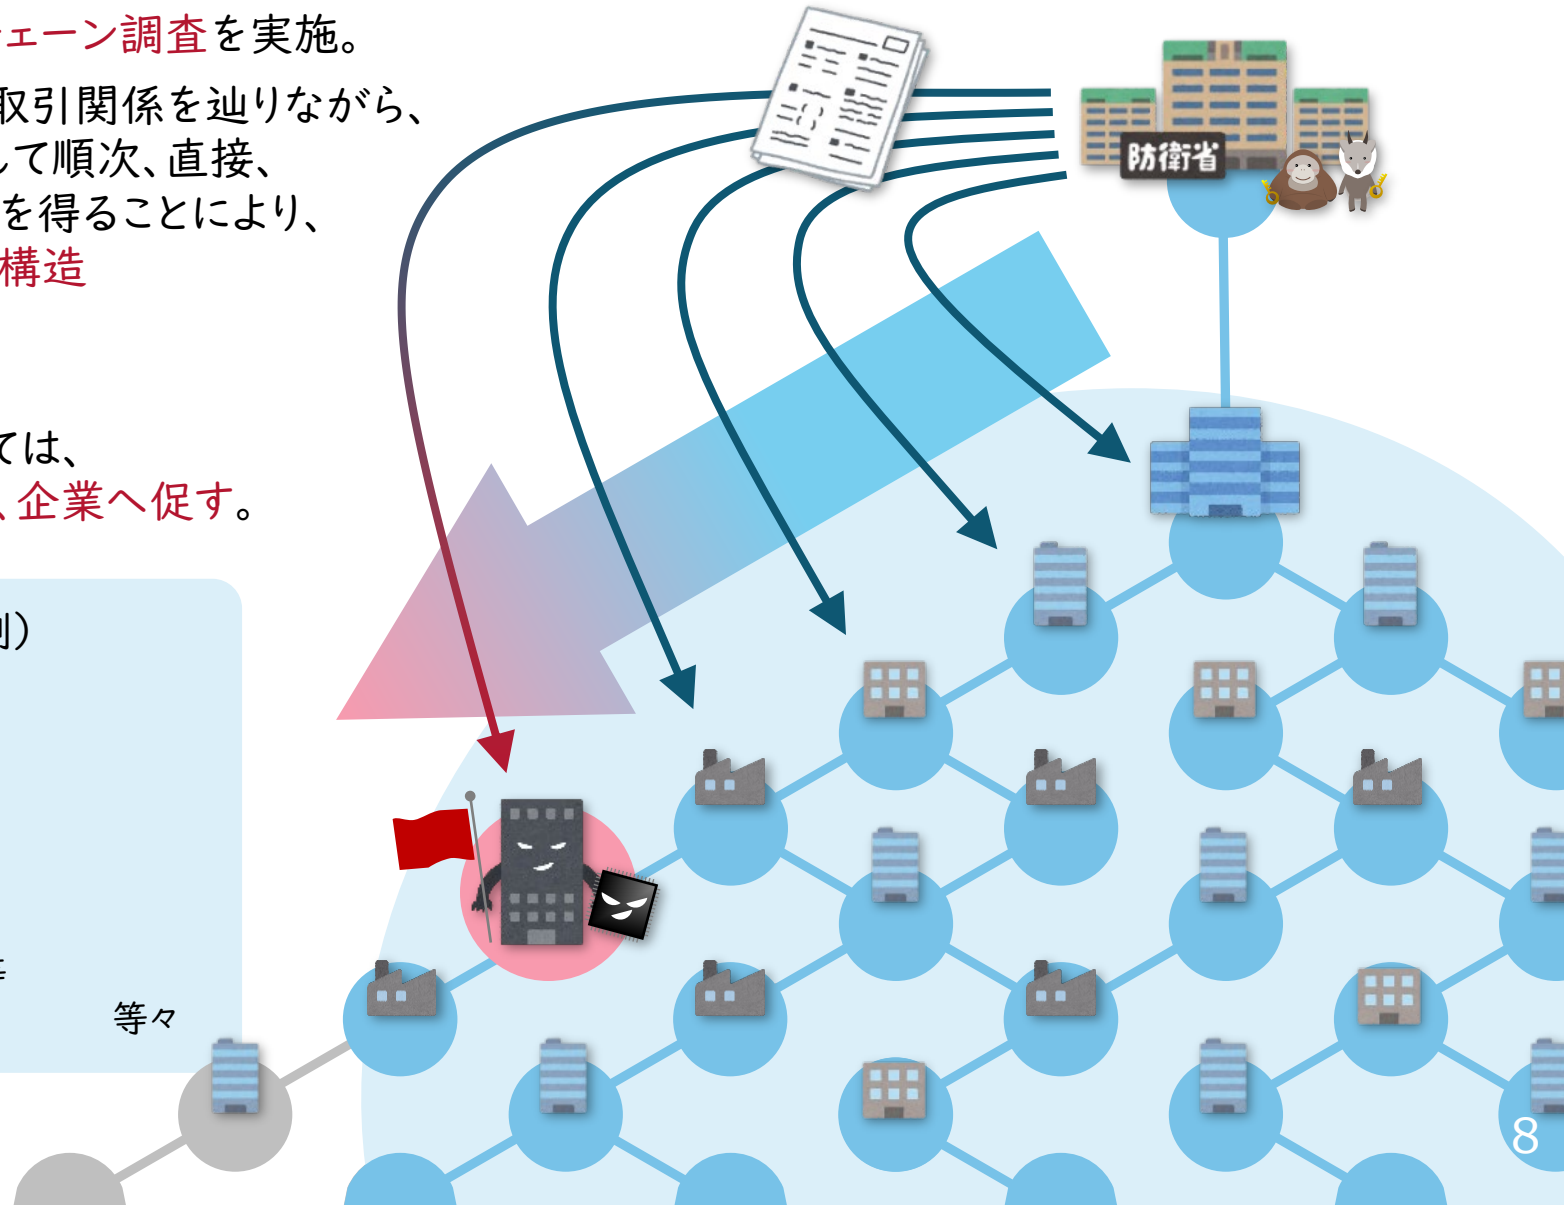 ェーン調査を実施。
取引関係を辿りながら、
して順次、直接、
を得ることにより、
構造
ては、
、企業へ促す。
例）
等々
防衛省
8